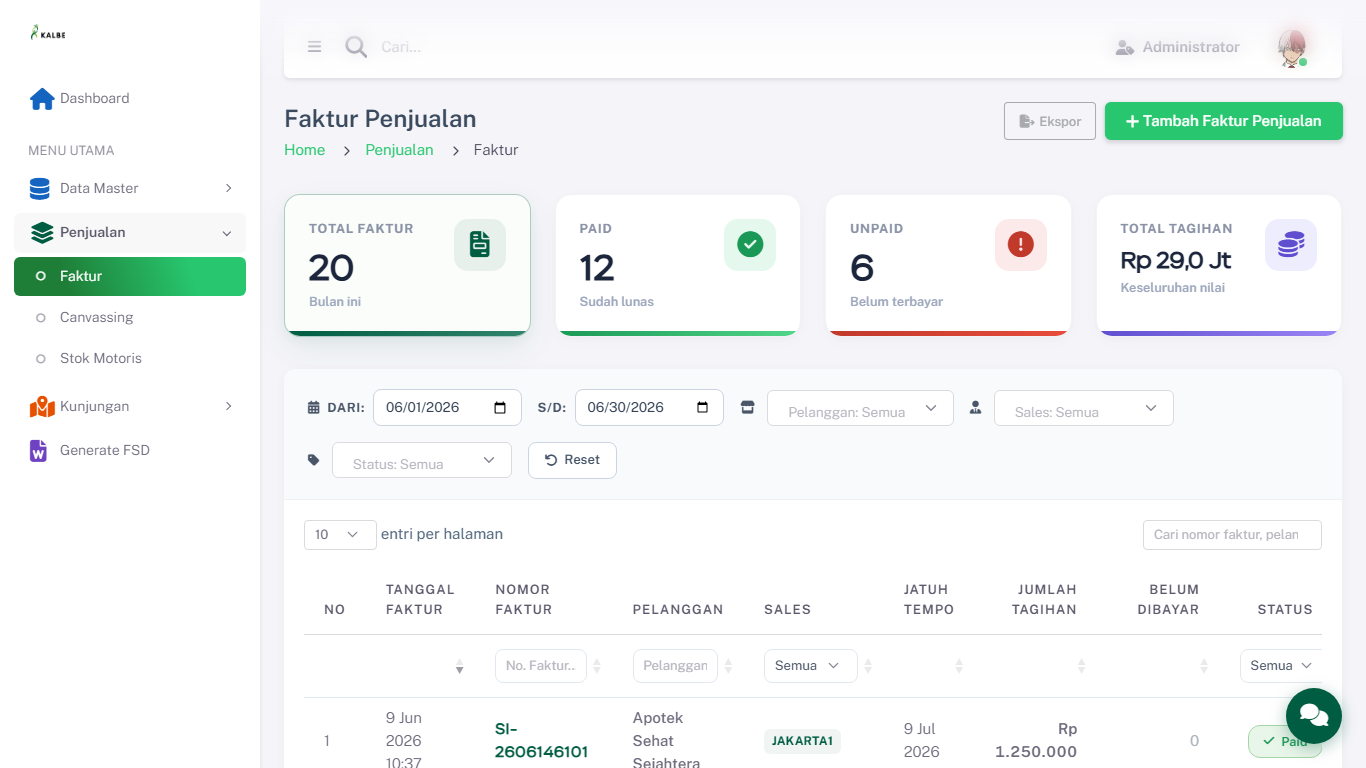 KALBE
Dashboard
MENU UTAMA
Data Master
Penjualan
Faktur
Canvassing
Stok Motoris
Kunjungan
Generate FSD
Cari...
Administrator
Faktur Penjualan
Home > Penjualan > Faktur
Ekspor
+ Tambah Faktur Penjualan
TOTAL FAKTUR
20
Bulan ini
PAID
12
Sudah lunas
UNPAID
6
Belum terbayar
TOTAL TAGIHAN
Rp 29,0 Jt
Keseluruhan nilai
DARI: 06/01/2026 S/D: 06/30/2026 Pelanggan: Semua Sales: Semua
Status: Semua Reset
10 entri per halaman
Cari nomor faktur, pelan
NO
TANGGAL
FAKTUR
NOMOR
FAKTUR
PELANGGAN
SALES
JATUH
TEMPO
JUMLAH
TAGIHAN
BELUM
DIBAYAR
STATUS
No. Faktur.. Pelanggan Semua Semua
1
9 Jun
2026
10:37
SI-
2606146101
Apotek
Sehat
Sejahtera
JAKARTA1
9 Jul
2026
Rp
1.250.000
0
Paid